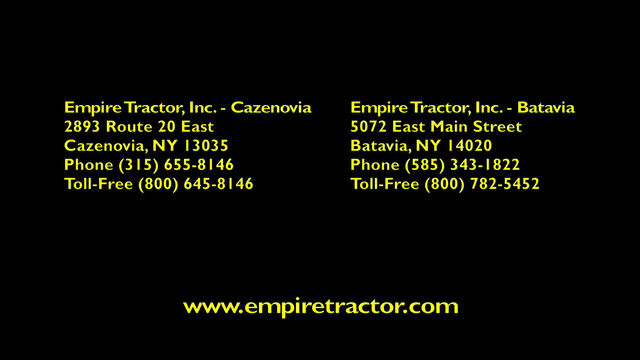 Empire Tractor, Inc. - Cazenovia
2893 Route 20 East
Cazenovia, NY 13035
Phone (315) 655-8146
Toll-Free (800) 645-8146
Empire Tractor, Inc. - Batavia
5072 East Main Street
Batavia, NY 14020
Phone (585) 343-1822
Toll-Free (800) 782-5452
www.empiretractor.com